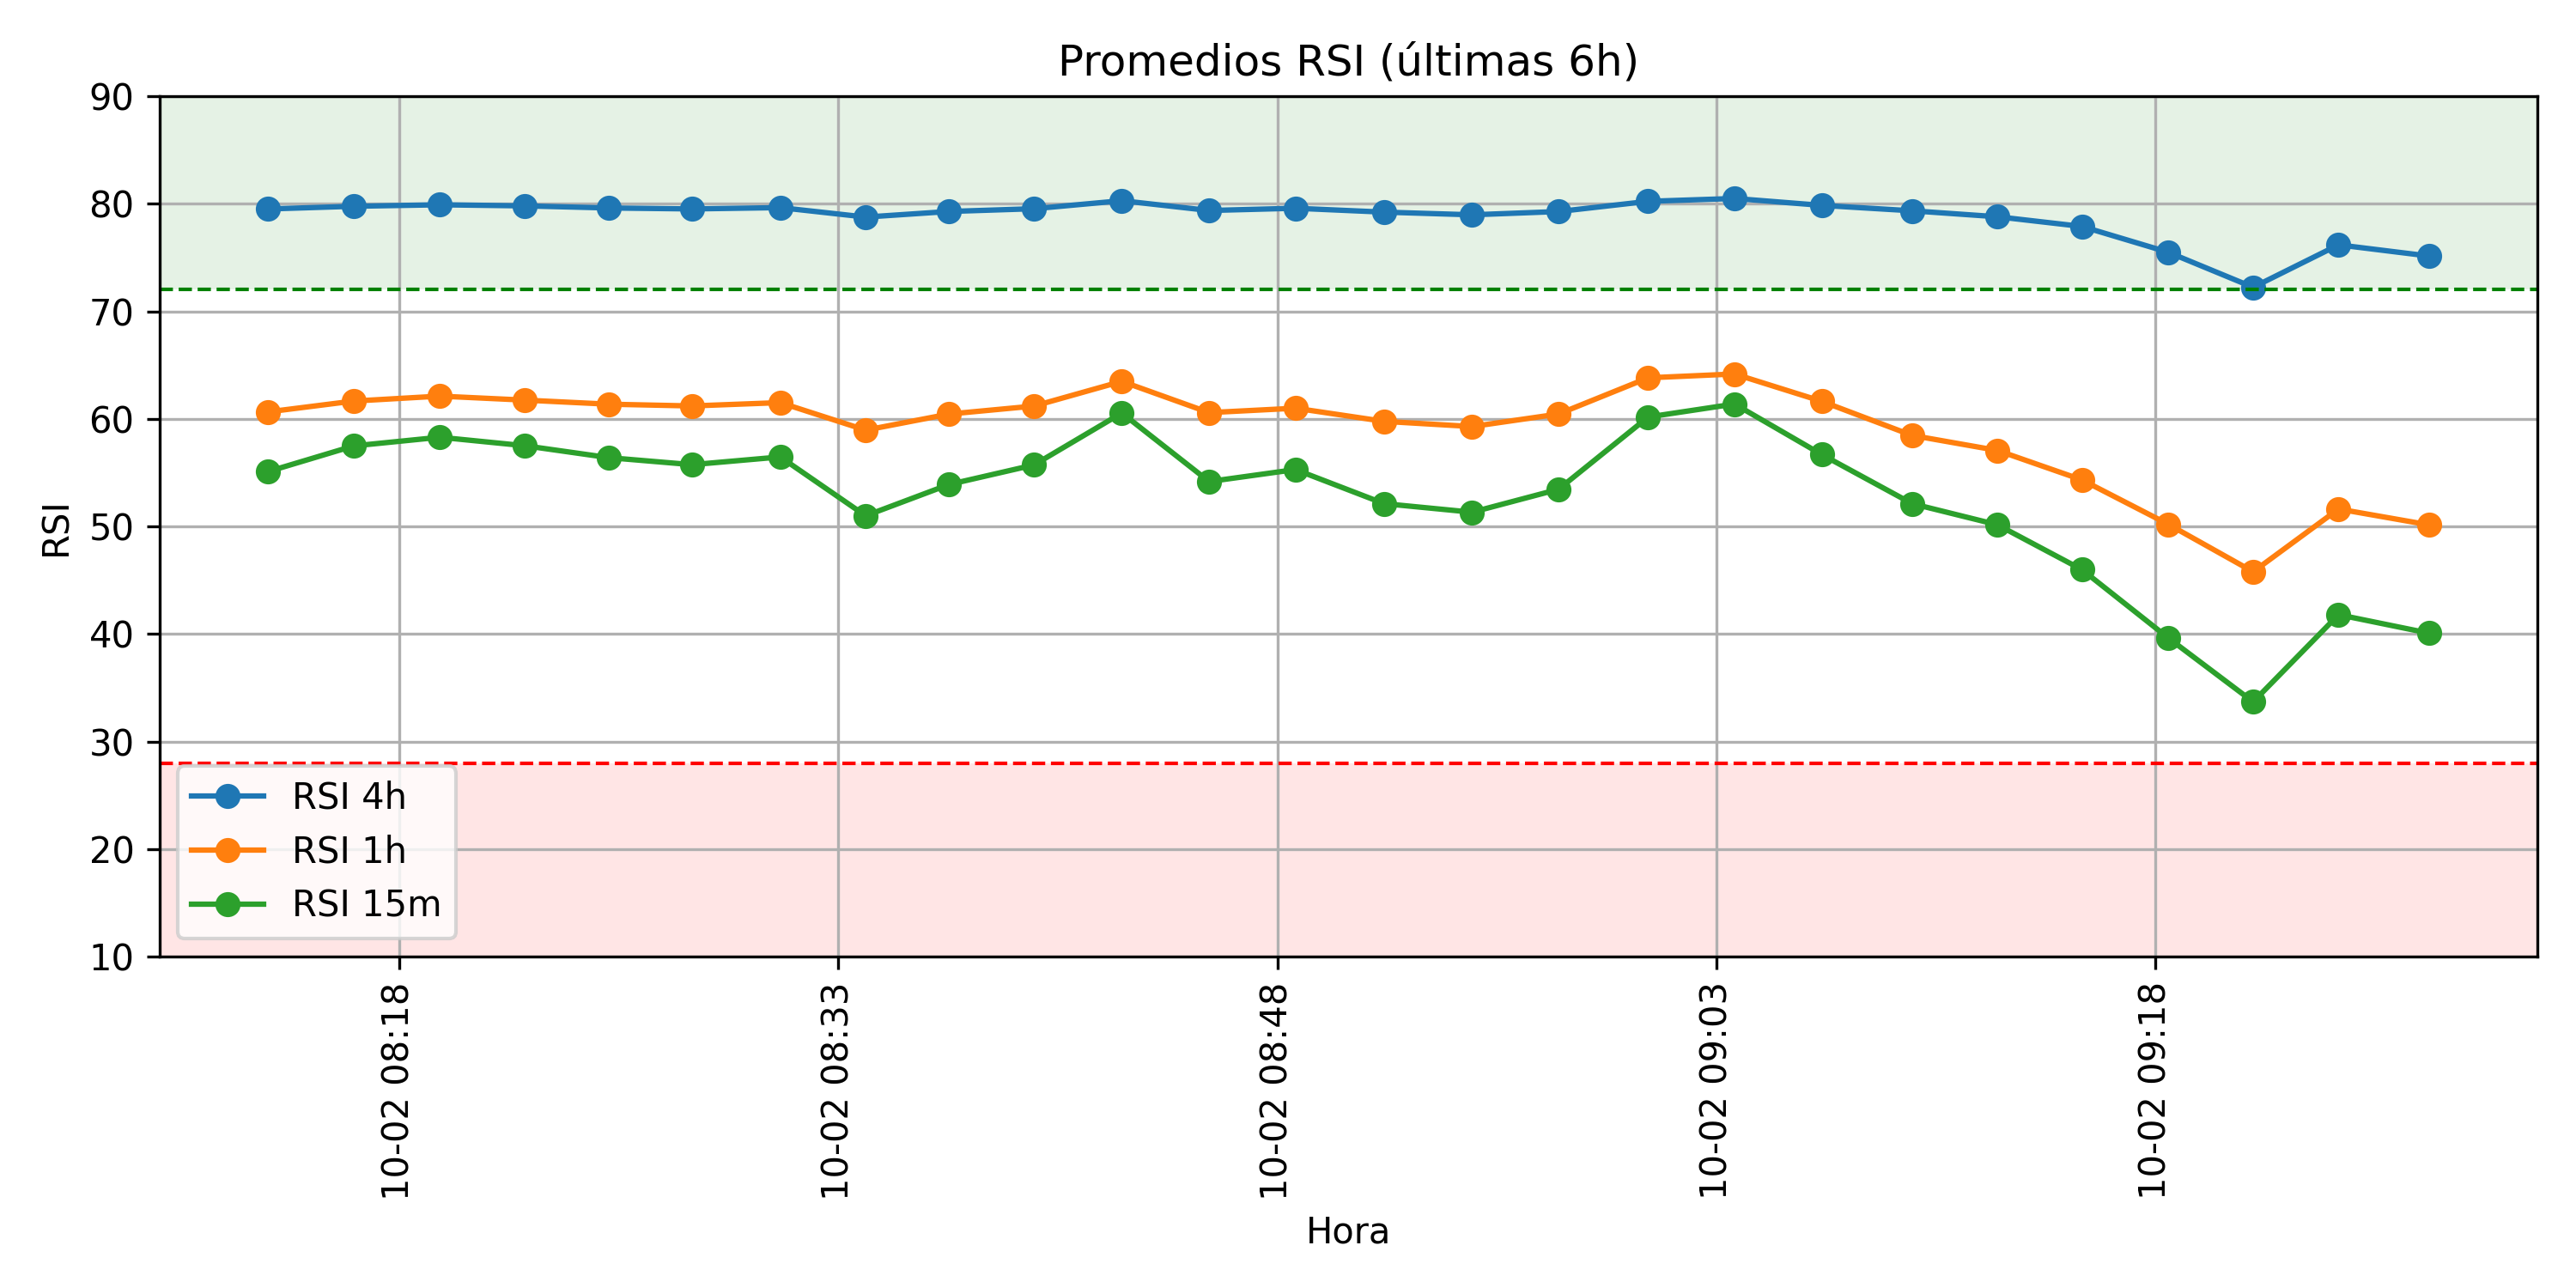 Promedios RSI (últimas 6h)
90
80
70
60
50
40
30
20
10
RSI
RSI 4h
RSI 1h
RSI 15m
10-02 08:18
10-02 08:33
10-02 08:48
10-02 09:03
10-02 09:18
Hora